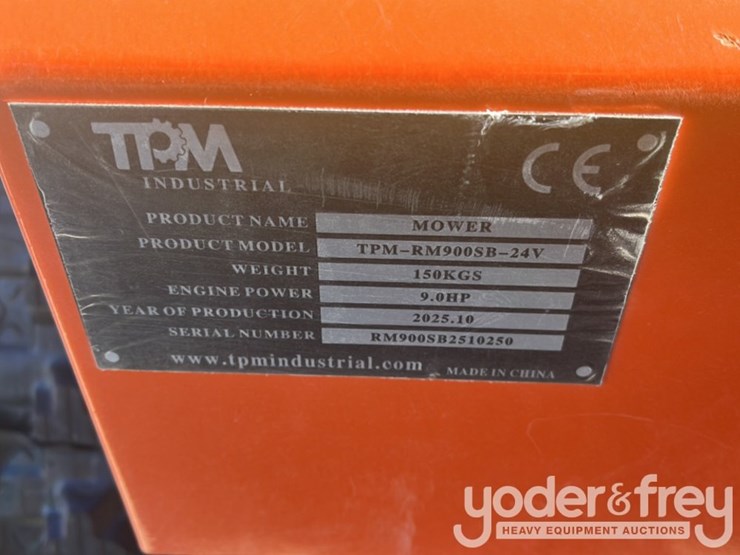 TPM
INDUSTRIAL
CE
PRODUCT NAME MOWER
PRODUCT MODEL TPM-RM900SB-24V
WEIGHT 150KGS
ENGINE POWER 9.0HP
YEAR OF PRODUCTION 2025.10
SERIAL NUMBER RM900SB2510250
www.tpmindustrial.com MADE IN CHINA
yoder&frey
HEAVY EQUIPMENT AUCTIONS